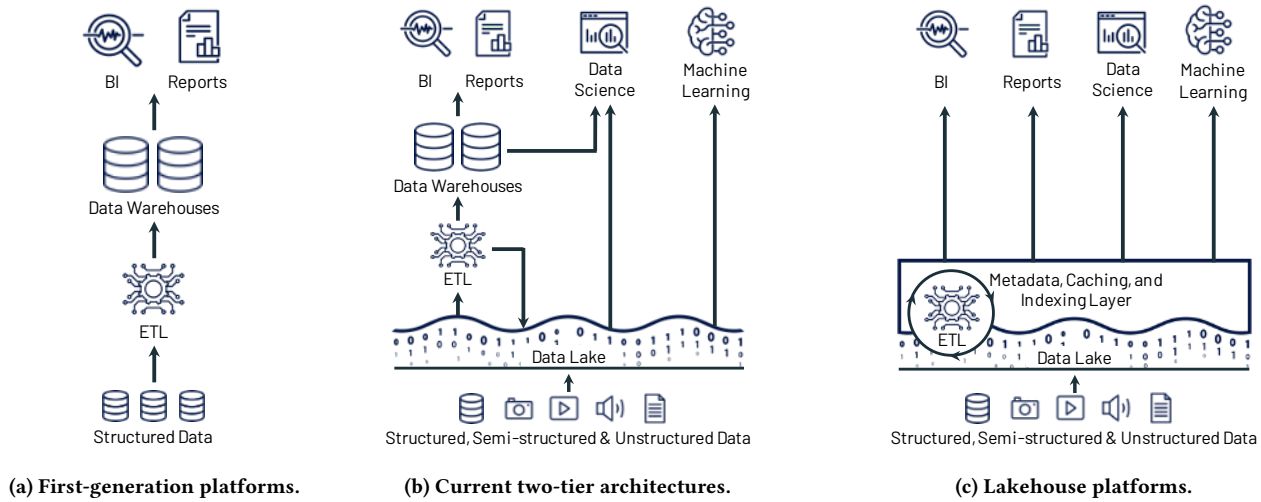 BI
Reports
Data Warehouses
ETL
Structured Data
(a) First-generation platforms.
BI
Reports
Data
Science
Machine
Learning
Data Warehouses
ETL
Data Lake
Structured, Semi-structured & Unstructured Data
(b) Current two-tier architectures.
BI
Reports
Data
Science
Machine
Learning
Metadata, Caching, and
Indexing Layer
ETL
Data Lake
Structured, Semi-structured & Unstructured Data
(c) Lakehouse platforms.